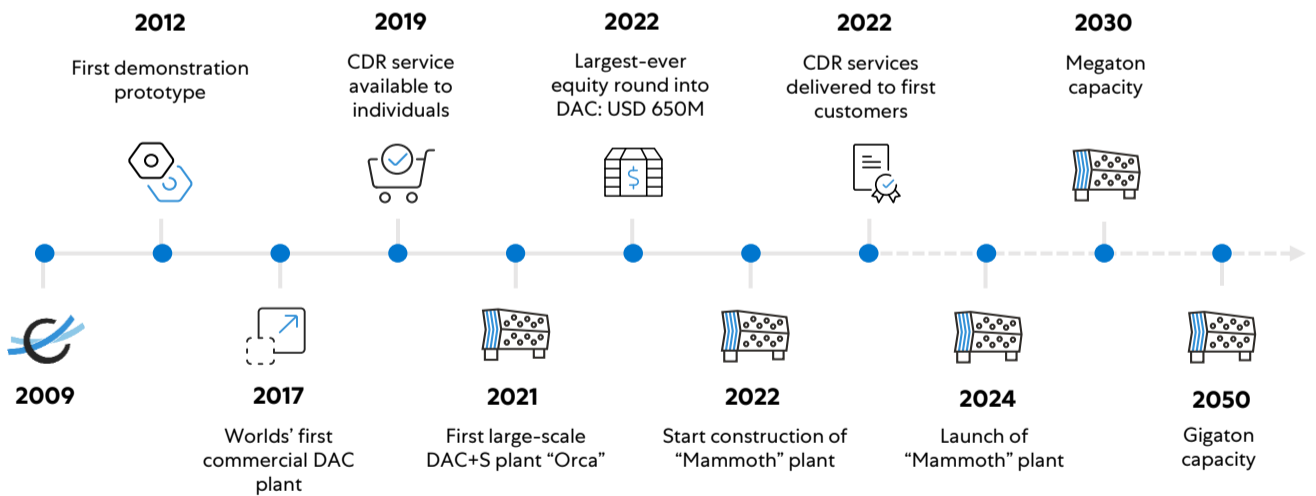 2012
First demonstration
prototype
2019
CDR service
available to
individuals
2022
Largest-ever
equity round into
DAC: USD 650M
2022
CDR services
delivered to first
customers
2030
Megaton
capacity
$
2009
2017
Worlds’ first
commercial DAC
plant
2021
First large-scale
DAC+S plant “Orca”
2022
Start construction of
“Mammoth” plant
2024
Launch of
“Mammoth” plant
2050
Gigaton
capacity